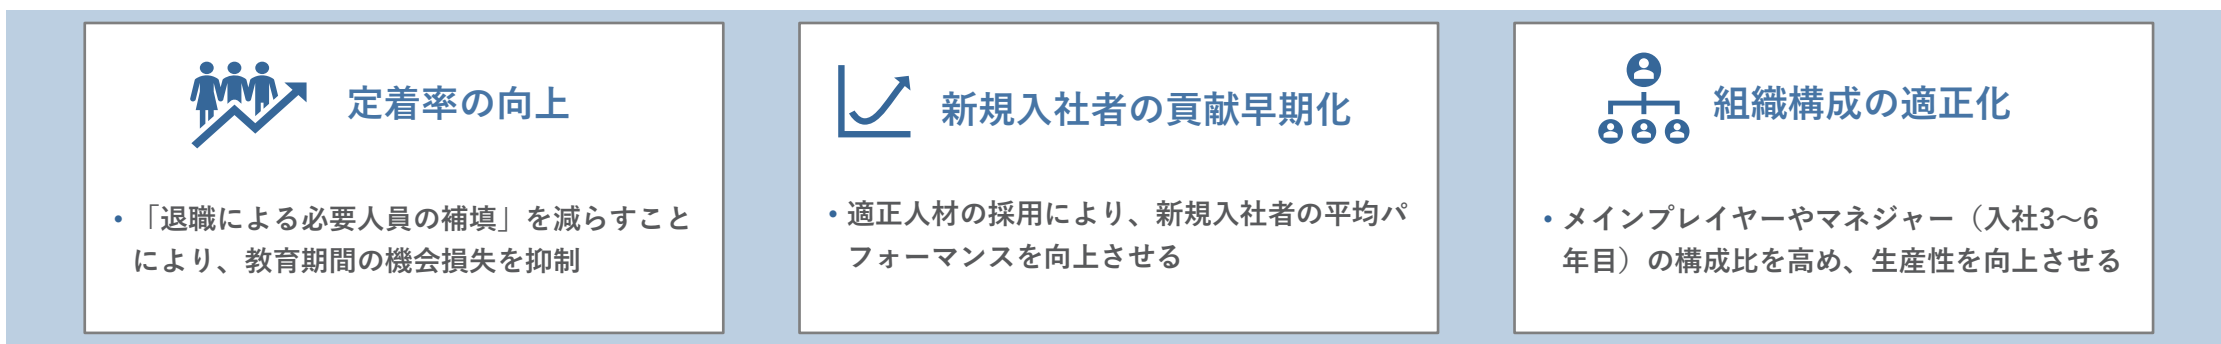 定着率の向上
・「退職による必要人員の補填」を減らすこと
により、教育期間の機会損失を抑制
新規入社者の貢献早期化
・適正人材の採用により、新規入社者の平均パ
フォーマンスを向上させる
組織構成の適正化
・メインプレイヤーやマネジャー（入社3～6
年目）の構成比を高め、生産性を向上させる